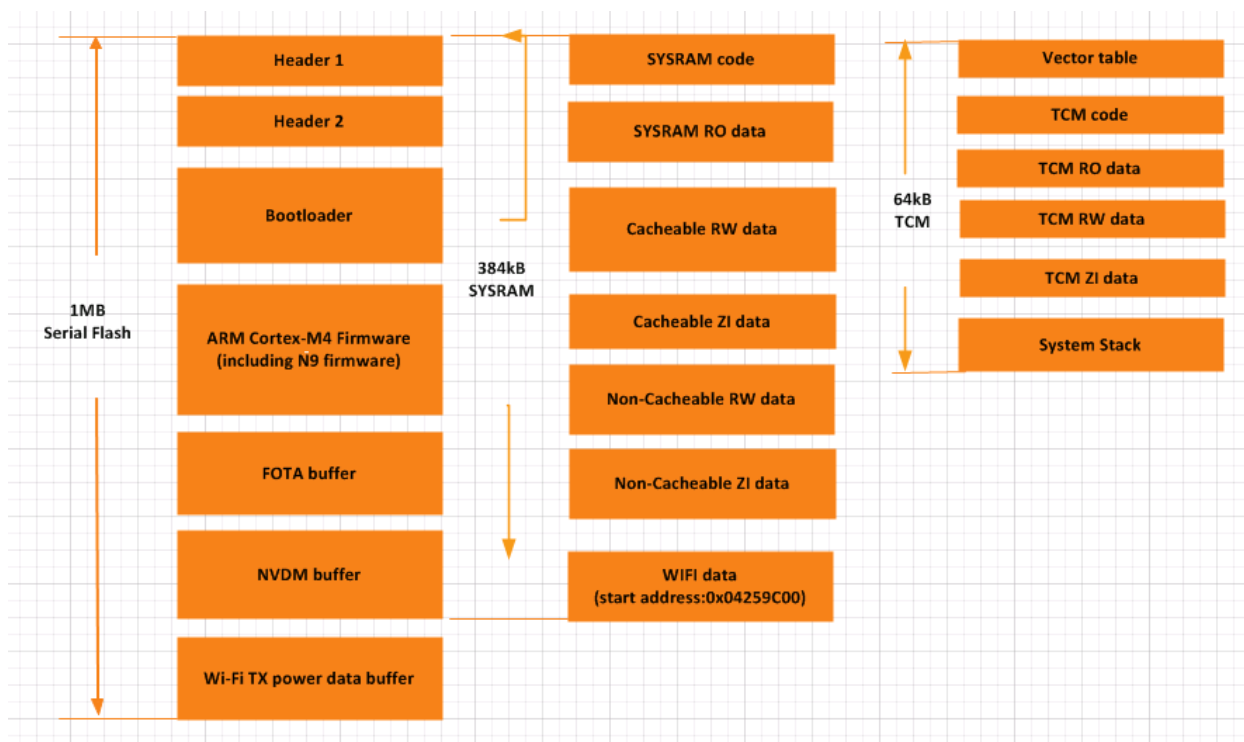 Header 1
Header 2
Bootloader
1MB
Serial Flash
ARM Cortex-M4 Firmware
(including N9 firmware)
FOTA buffer
NVDM buffer
Wi-Fi TX power data buffer
SYSRAM code
SYSRAM RO data
Cacheable RW data
384kB
SYSRAM
Cacheable ZI data
Non-Cacheable RW data
Non-Cacheable ZI data
WIFI data
(start address:0x04259C00)
Vector table
TCM code
TCM RO data
64kB
TCM
TCM RW data
TCM ZI data
System Stack